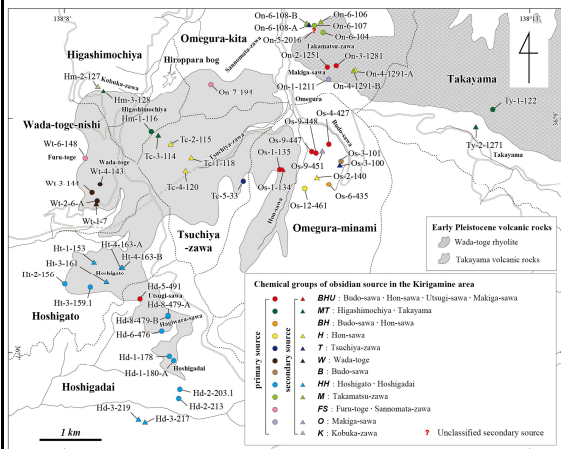 138°8'
138°13'
On-6-108-B
On-6-106
On-6-107
On-6-108-A
On-6-104
On-5-2016
Takamatsu-zawa
Omegura-kita
Sannomata-zawa
On-2-1251
On-3-1281
Higashimochiya
Makiga-sawa
On-4-1291-A
Takayama
Hm-2-127
Kobuka-zawa
Hiroppara bog
On-1-1211
On-4-1291-B
Hm-3-128
On-7-194
Omegura
Higashimochiya
Ty-1-122
Hm-1-116
Os-4-427
Wada-toge-nishi
Os-9-448
Budo-sawa
36°9'
Wt-6-148
Tc-2-115
Os-9-447
Tsuchiya-zawa
Ty-2-1271
Takayama
Furu-toge
Wada-toge
Tc-3-114
Tc-1-118
Os-1-135
Os-3-101
Os-3-100
Wt-4-143
Os-9-451
Os-2-140
Wt-3-144
Tc-4-120
Os-1-134
Os-6-435
Wt-2-6-A
Tc-5-33
Os-12-461
Wt-1-7
Hon-sawa
Tsuchiya
-zawa
Omegura-minami
Early Pleistocene volcanic rocks
Wada-toge rhyolite
Takayama volcanic rocks
Ht-1-153
Ht-4-163-A
Ht-3-161
Ht-4-163-B
Hoshigato
Ht-2-156
Hd-5-491
Utsugi-sawa
Ht-3-159.1
Hd-8-479-A
Hoshigato
Hd-8-479-B
Hagiwara-sawa
Hd-6-476
36°7'
Hd-1-178
Hoshigadai
Hd-1-180-A
Hoshigadai
Hd-2-203.1
Hd-2-213
Hd-3-219
Hd-3-217
1 km
Chemical groups of obsidian source in the Kirigamine area
primary source
secondary source
BHU : Budo-sawa · Hon-sawa · Utsugi-sawa · Makiga-sawa
MT : Higashimochiya · Takayama
BH : Budo-sawa · Hon-sawa
H : Hon-sawa
T : Tsuchiya-zawa
W : Wada-toge
B : Budo-sawa
HH : Hoshigato · Hoshigadai
M : Takamatsu-zawa
FS : Furu-toge · Sannomata-zawa
O : Makiga-sawa
K : Kobuka-zawa
? Unclassified secondary source